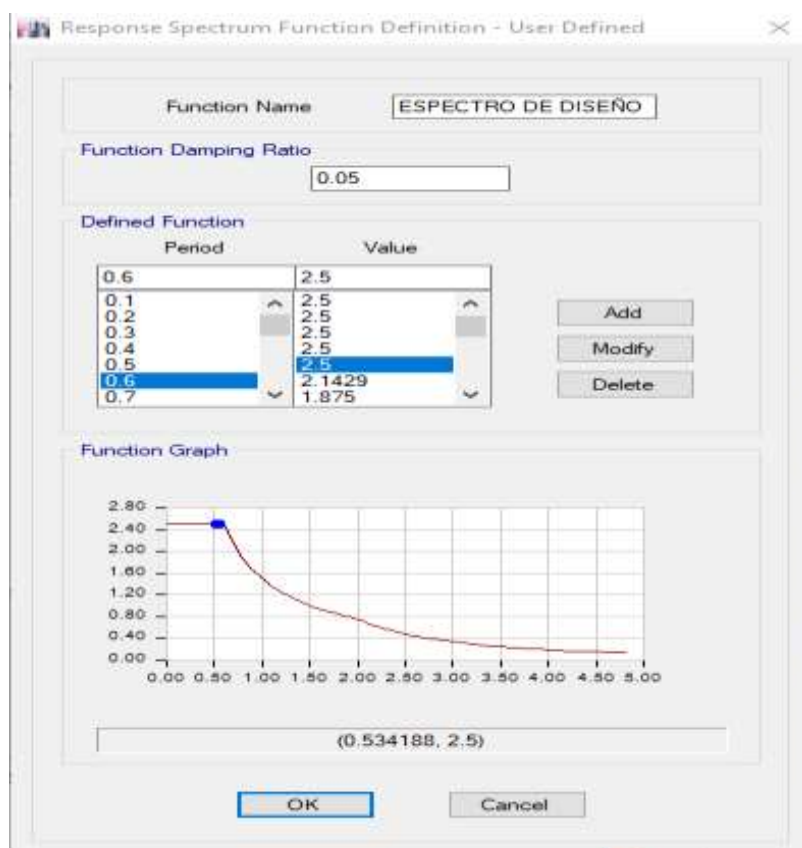 Response Spectrum Function Definition - User Defined
Function Name ESPECTRO DE DISEÑO
Function Damping Ratio
0.05
Defined Function
Period Value
0.6 2.5
0.1 2.5
0.2 2.5
0.3 2.5
0.4 2.5
0.5 2.5
0.6 2.1429
0.7 1.875
Add
Modify
Delete
Function Graph
2.80
2.40
2.00
1.60
1.20
0.80
0.40
0.00
0.00 0.50 1.00 1.50 2.00 2.50 3.00 3.50 4.00 4.50 5.00
(0.534188, 2.5)
OK Cancel